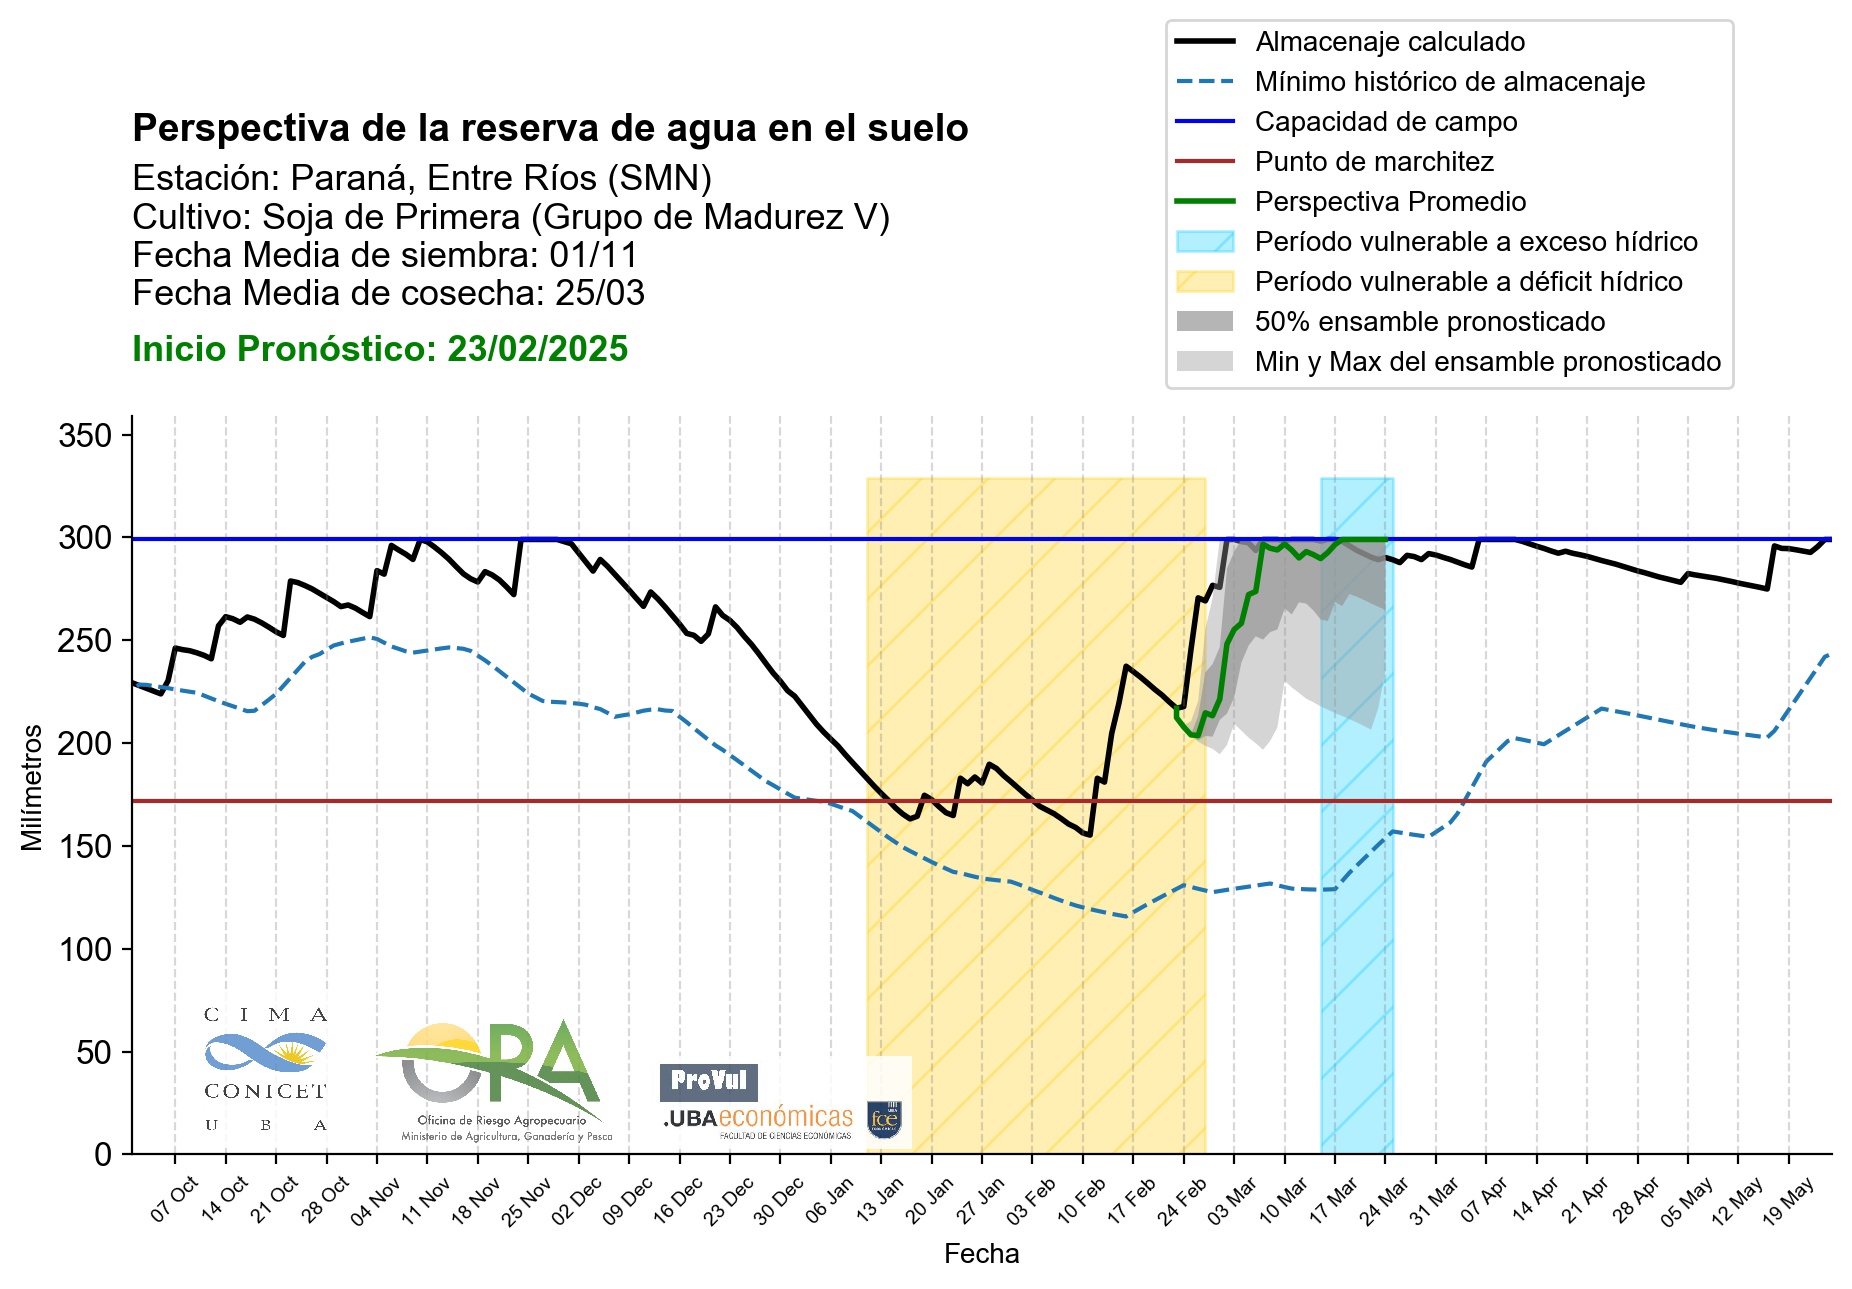 Almacenaje calculado
Mínimo histórico de almacenaje
Capacidad de campo
Punto de marchitez
Perspectiva Promedio
Período vulnerable a exceso hídrico
Período vulnerable a déficit hídrico
50% ensamble pronosticado
Min y Max del ensamble pronosticado
Perspectiva de la reserva de agua en el suelo
Estación: Paraná, Entre Ríos (SMN)
Cultivo: Soja de Primera (Grupo de Madurez V)
Fecha Media de siembra: 01/11
Fecha Media de cosecha: 25/03
Inicio Pronóstico: 23/02/2025
350
300
250
200
150
100
50
0
Milímetros
CIMA
CONICET
UBA
OPA
Oficina de Riesgo Agropecuario
Ministerio de Agricultura, Ganadería y Pesca
ProVul
.UBAeconómicas
FACULTAD DE CIENCIAS ECONÓMICAS
UBA
fce
07 Oct
14 Oct
21 Oct
28 Oct
04 Nov
11 Nov
18 Nov
25 Nov
02 Dec
09 Dec
16 Dec
23 Dec
30 Dec
06 Jan
13 Jan
20 Jan
27 Jan
03 Feb
10 Feb
17 Feb
24 Feb
03 Mar
10 Mar
17 Mar
24 Mar
31 Mar
07 Apr
14 Apr
21 Apr
28 Apr
05 May
12 May
19 May
Fecha